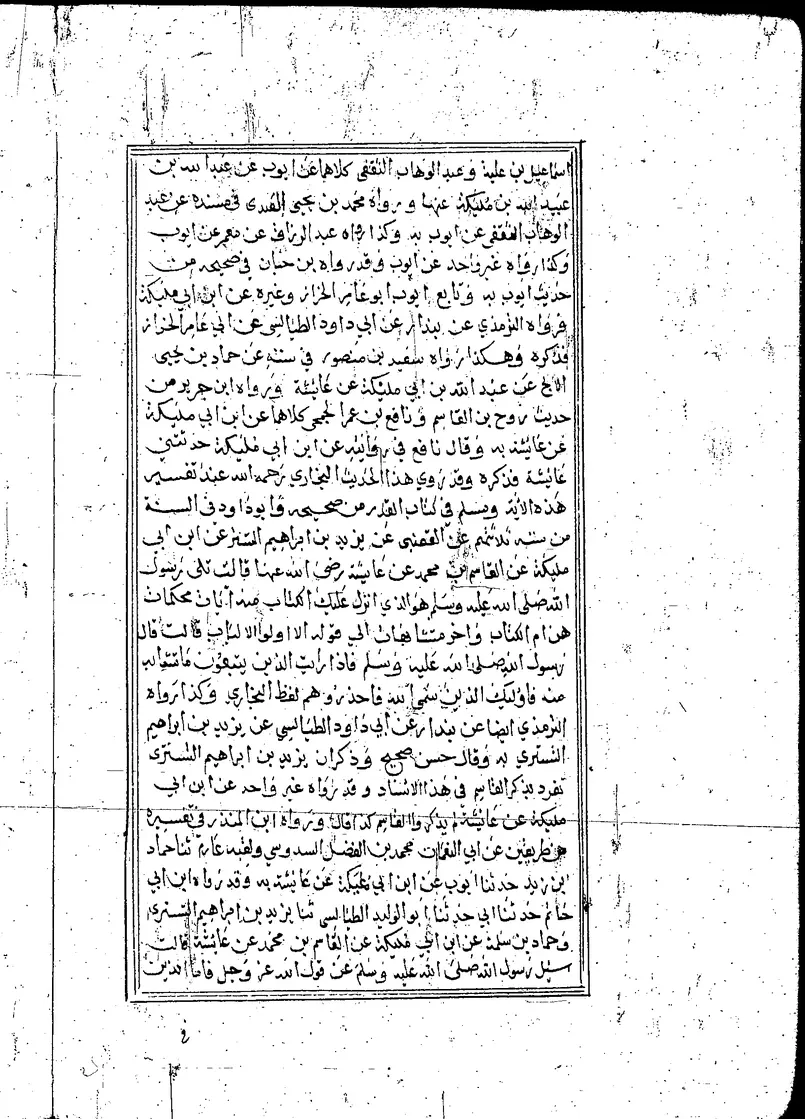 اسماعيل بن علية وعبد الوهاب الثقفي كلاهما عن ايوب عن عبد الله بن
عبيد الله بن مليكة عنها ورواه محمد بن يحيى العبدي في مسنده عن عبد
الوهاب الثقفي عن ايوب به وكذا رواه عبد الرزاق عن معمر عن ايوب
وكذا رواه غير واحد عن ايوب وقد رواه بن حبان في صحيحه من
حديث ايوب به وتابع ايوب ابو عامر الخزاز وغيره عن ابن ابي مليكة
فرواه الترمذي عن بندار عن ابي داود الطيالسي عن ابي عامر الخزاز
فذكره وهكذا رواه سعيد بن منصور في سننه عن حماد بن يحيى
الابح عن عبد الله بن ابي مليكة عن عائشة ورواه ابن جرير من
حديث روح بن القاسم ونافع بن عمر الجمحي كلاهما عن ابن ابي مليكة
عن عائشة به وقال نافع في روايته عن ابن ابي مليكة حدثتني
عائشة فذكره وقد روي هذا الحديث البخاري رحمه الله عند تفسير
هذه الاية ومسلم في كتاب القدر من صحيحه وابو داود في السنة
من سننه ثلاثتهم عن القعنبي عن يزيد بن ابراهيم التستري عن ابن ابي
مليكة عن القاسم بن محمد عن عائشة رضي الله عنها قالت تلى رسول
الله صلى الله عليه وسلم هو الذي انزل عليك الكتاب منه ايات محكمات
هن ام الكتاب واخر متشابهات الى قوله الا اولوا الالباب قالت قال
رسول الله صلى الله عليه وسلم فاذا رايت الذين يتبعون ما تشابه
منه فاوليك الذين سمى الله فاحذروهم لفظ البخاري وكذا رواه
الترمذي ايضا عن بندار عن ابي داود الطيالسي عن يزيد بن ابراهيم
التستري به وقال حسن صحيح وذكر ان يزيد بن ابراهيم التستري
تفرد بذكر القاسم في هذا الاسناد وقد رواه غير واحد عن ابن ابي
مليكة عن عائشة لم يذكروا القاسم كذا قال ورواه ابن المنذر في تفسيره
من طريقين عن ابي النعمان محمد بن الفضل السدوسي ولقبه عارم ثنا حماد
ابن زيد حدثنا ايوب عن ابن ابي مليكة عن عائشة به وقد رواه ابن ابي
حاتم حدثنا ابي حدثنا ابو الوليد الطيالسي ثنا يزيد بن ابراهيم التستري
وحماد بن سلمة عن ابن ابي مليكة عن القاسم بن محمد عن عائشة قالت
سيل رسول الله صلى الله عليه وسلم عن قول الله عز وجل فاما الذين
في